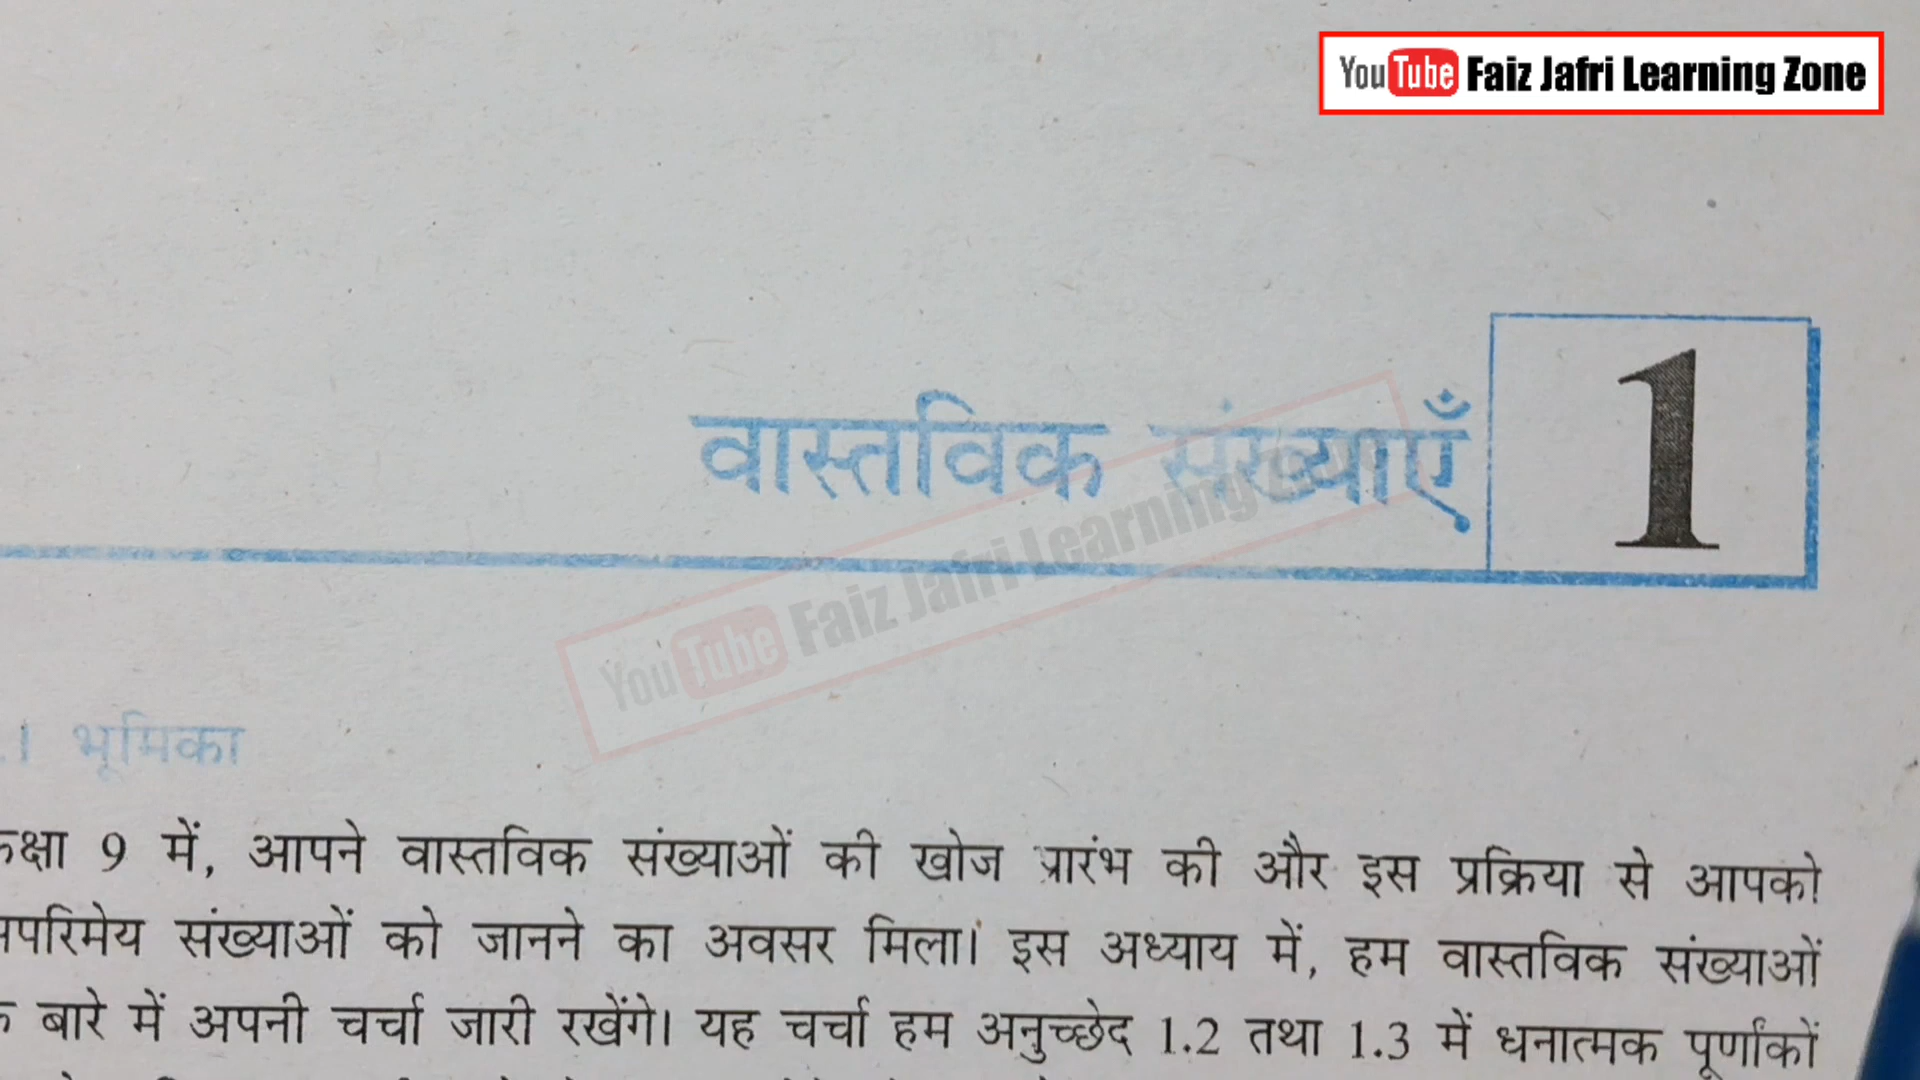 YouTube Faiz Jafri Learning Zone
वास्तविक संख्याएँ
1
YouTube Faiz Jafri Learning Zone
भूमिका
9 में, आपने वास्तविक संख्याओं की खोज प्रारंभ की और इस प्रक्रिया से आपको
संख्याओं को जानने का अवसर मिला। इस अध्याय में, हम वास्तविक संख्याओं
बारे में अपनी चर्चा जारी रखेंगे। यह चर्चा हम अनुच्छेद 1.2 तथा 1.3 में धनात्मक पूर्णांकों